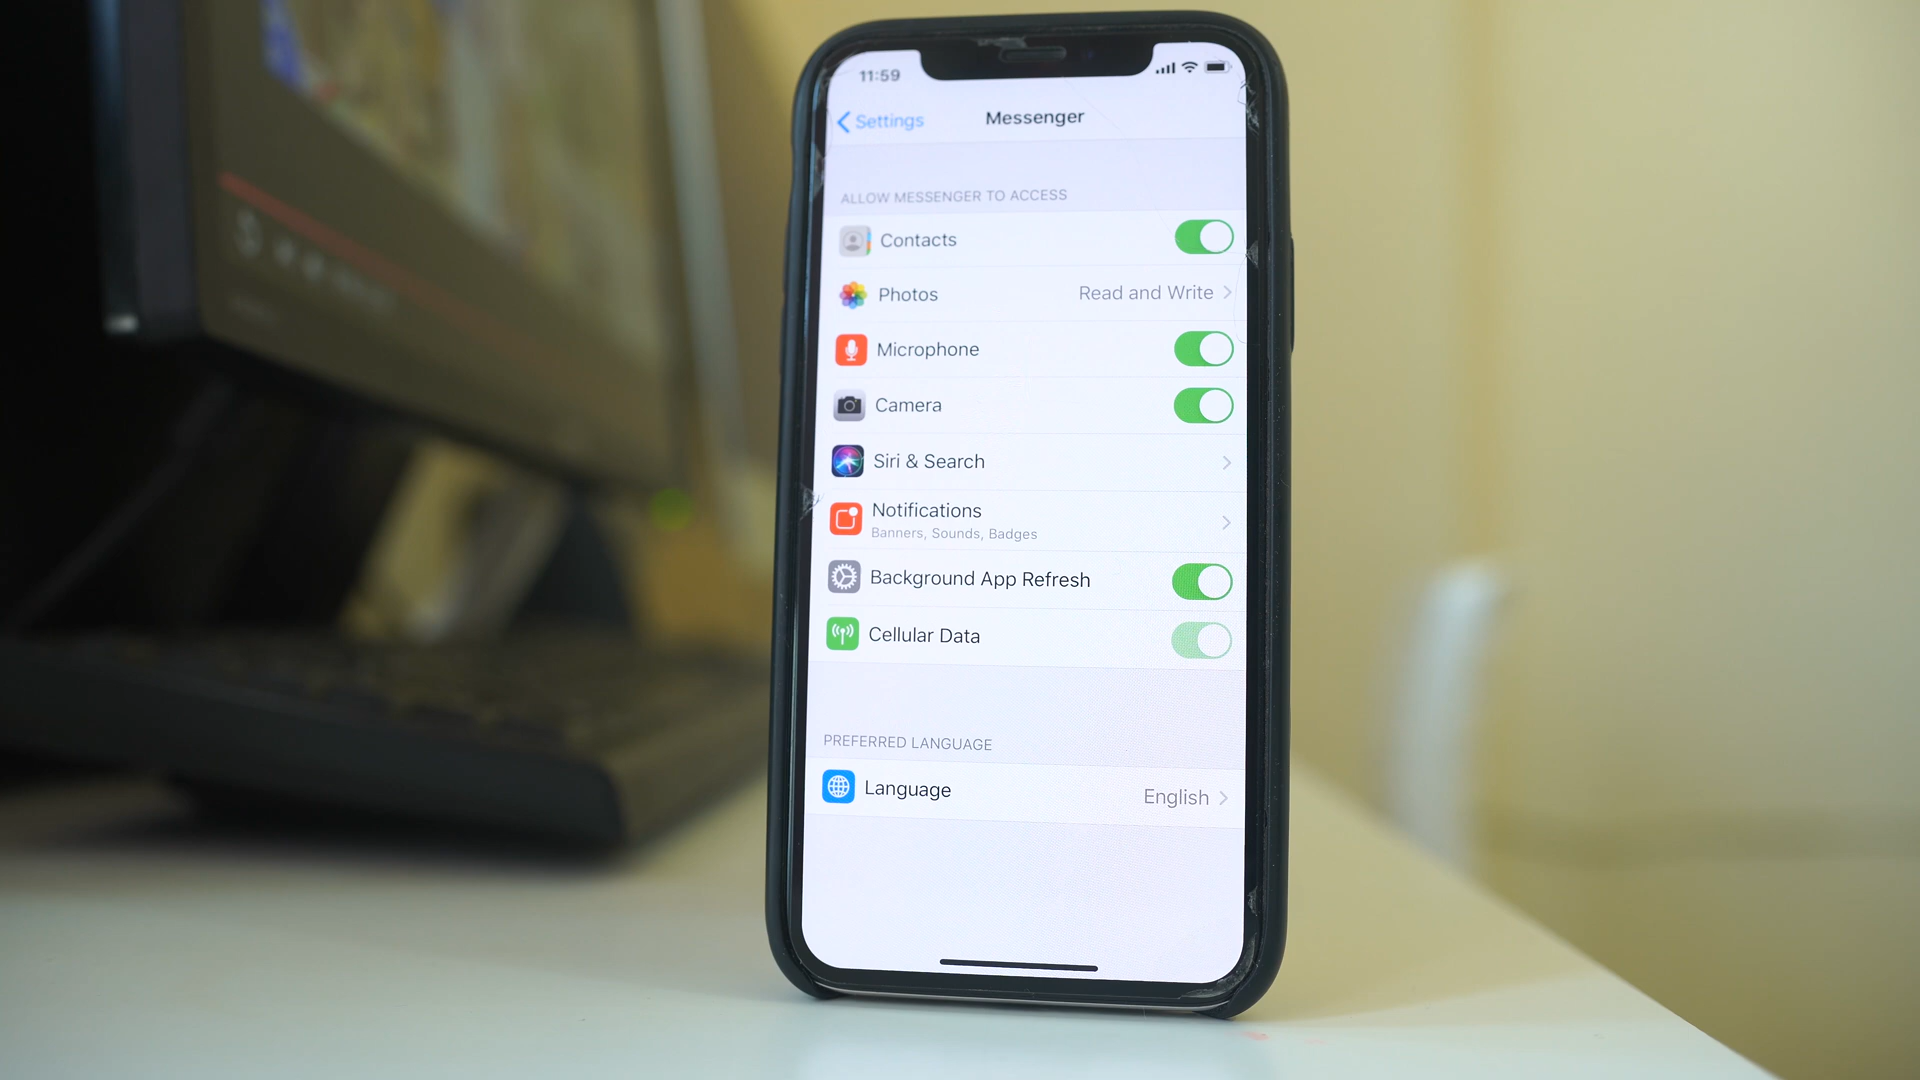 11:59
Settings
Messenger
ALLOW MESSENGER TO ACCESS
Contacts
Photos
Read and Write
Microphone
Camera
Siri & Search
Notifications
Banners, Sounds, Badges
Background App Refresh
Cellular Data
PREFERRED LANGUAGE
Language
English